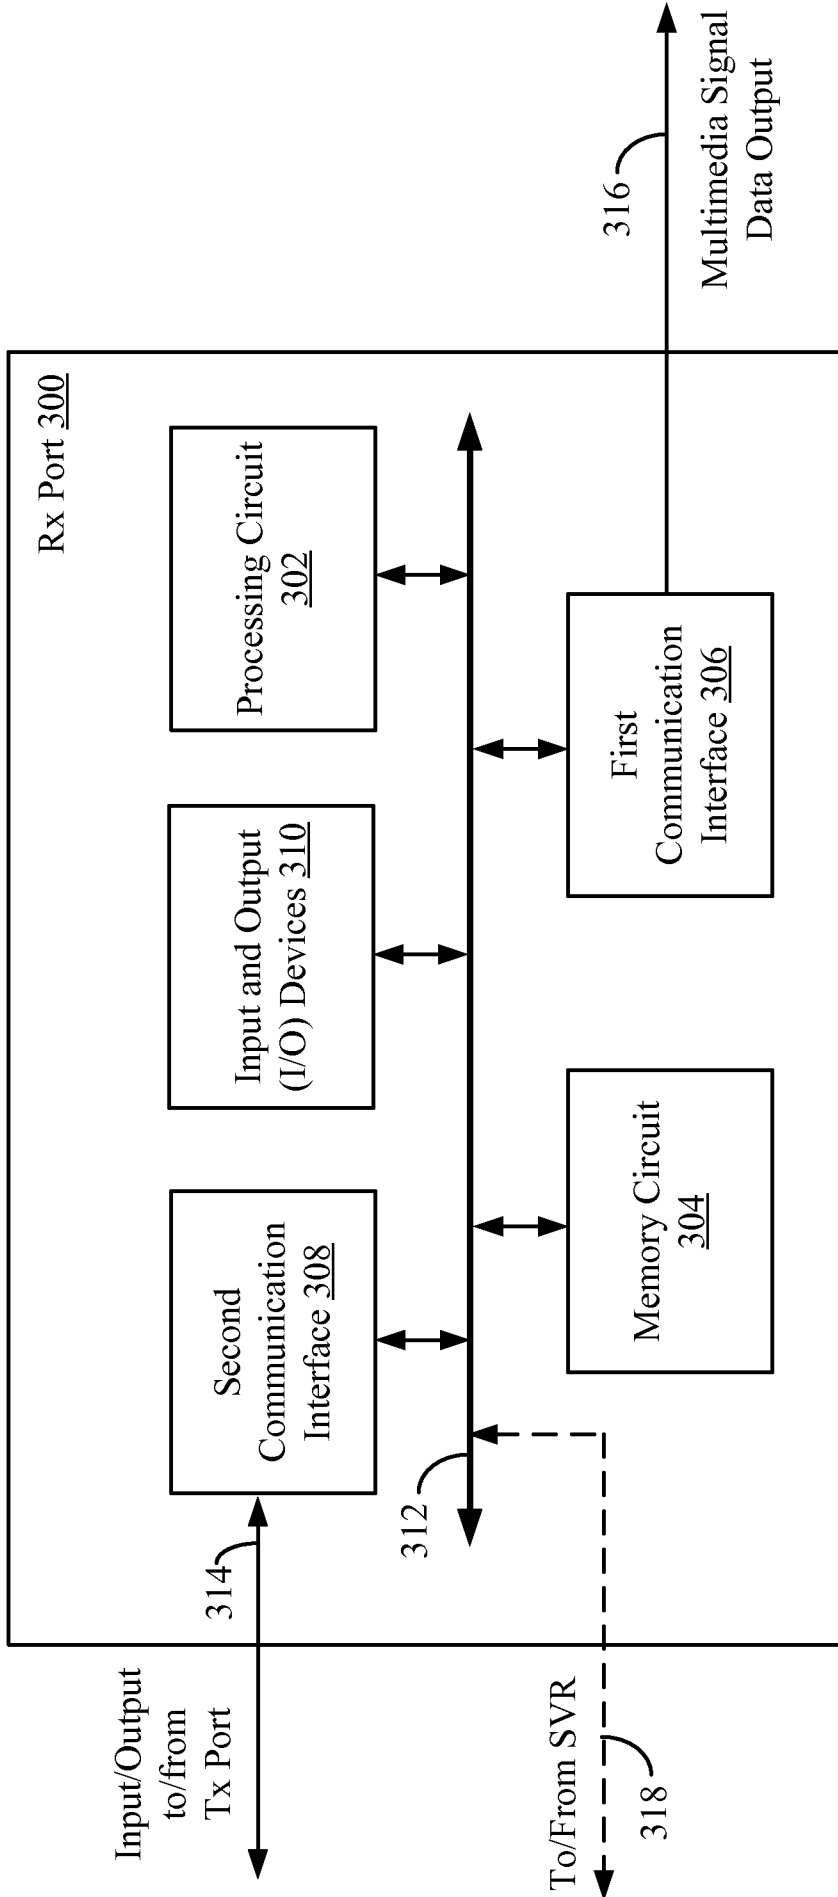 Rx Port 300
Input/Output
to/from
Tx Port
314
Second
Communication
Interface 308
Input and Output
(I/O) Devices 310
Processing Circuit
302
312
To/From SVR
318
Memory Circuit
304
First
Communication
Interface 306
316
Multimedia Signal
Data Output